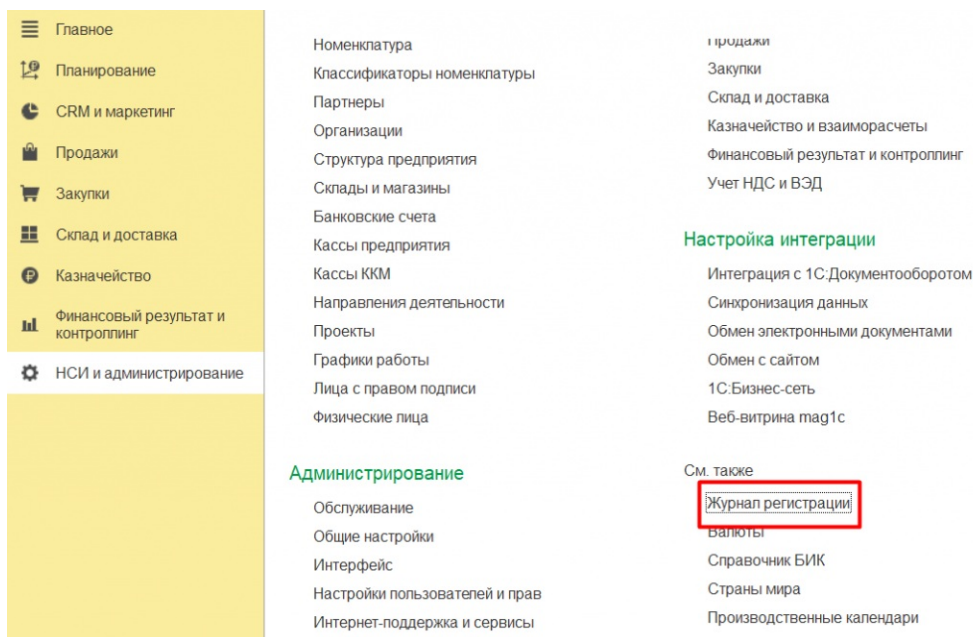 Главное
Планирование
CRM и маркетинг
Продажи
Закупки
Склад и доставка
Казначейство
Финансовый результат и
контроллинг
НСИ и администрирование
Номенклатура
Классификаторы номенклатуры
Партнеры
Организации
Структура предприятия
Склады и магазины
Банковские счета
Кассы предприятия
Кассы ККМ
Направления деятельности
Проекты
Графики работы
Лица с правом подписи
Физические лица
Администрирование
Обслуживание
Общие настройки
Интерфейс
Настройки пользователей и прав
Интернет-поддержка и сервисы
Продажи
Закупки
Склад и доставка
Казначейство и взаиморасчеты
Финансовый результат и контроллинг
Учет НДС и ВЭД
Настройка интеграции
Интеграция с 1С:Документооборотом
Синхронизация данных
Обмен электронными документами
Обмен с сайтом
1С:Бизнес-сеть
Веб-витрина mag1c
См. также
Журнал регистрации
Валюты
Справочник БИК
Страны мира
Производственные календари